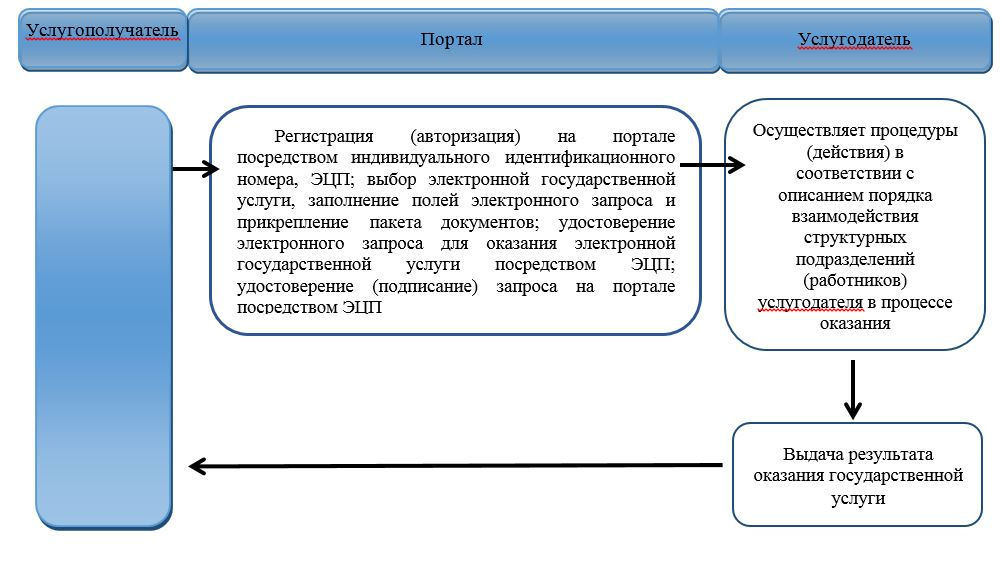 Услугополучатель
Портал
Услугодатель
Регистрация (авторизация) на портале
посредством индивидуального идентификационного
номера, ЭЦП; выбор электронной государственной
услуги, заполнение полей электронного запроса и
прикрепление пакета документов; удостоверение
электронного запроса для оказания электронной
государственной услуги посредством ЭЦП;
удостоверение (подписание) запроса на портале
посредством ЭЦП
Осуществляет процедуры
(действия) в
соответствии с
описанием порядка
взаимодействия
структурных
подразделений
(работников)
услугодателя в процессе
оказания
Выдача результата
оказания государственной
услуги